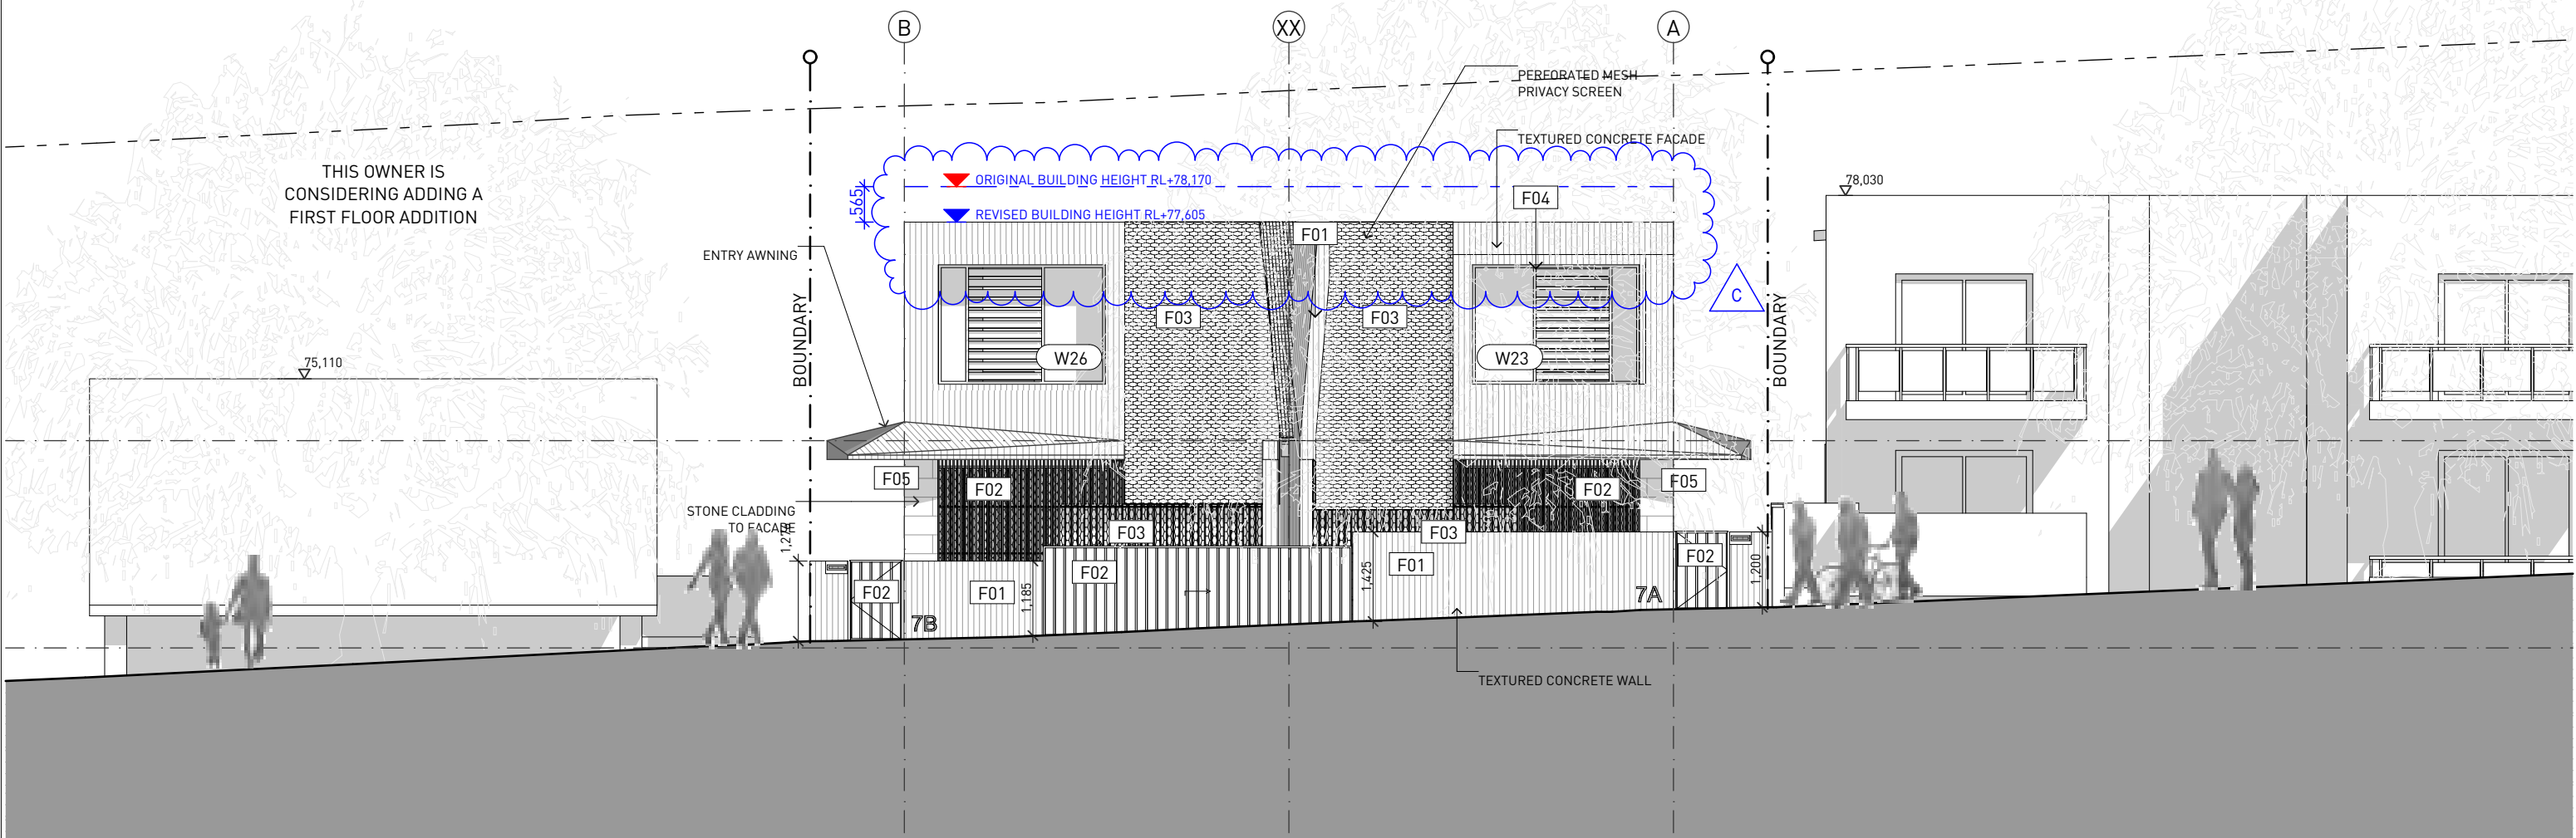 B
XX
A
PERFORATED MESH
PRIVACY SCREEN
TEXTURED CONCRETE FACADE
THIS OWNER IS
CONSIDERING ADDING A
FIRST FLOOR ADDITION
ORIGINAL BUILDING HEIGHT RL+78,170
565
REVISED BUILDING HEIGHT RL+77,605
F04
78,030
F01
ENTRY AWNING
C
BOUNDARY
BOUNDARY
F03
F03
W26
W23
75,110
F05
F02
F02
F05
STONE CLADDING
TO FACADE
F03
F03
F02
F01
F02
F02
F01
1,185
1,425
1,200
7B
7A
TEXTURED CONCRETE WALL